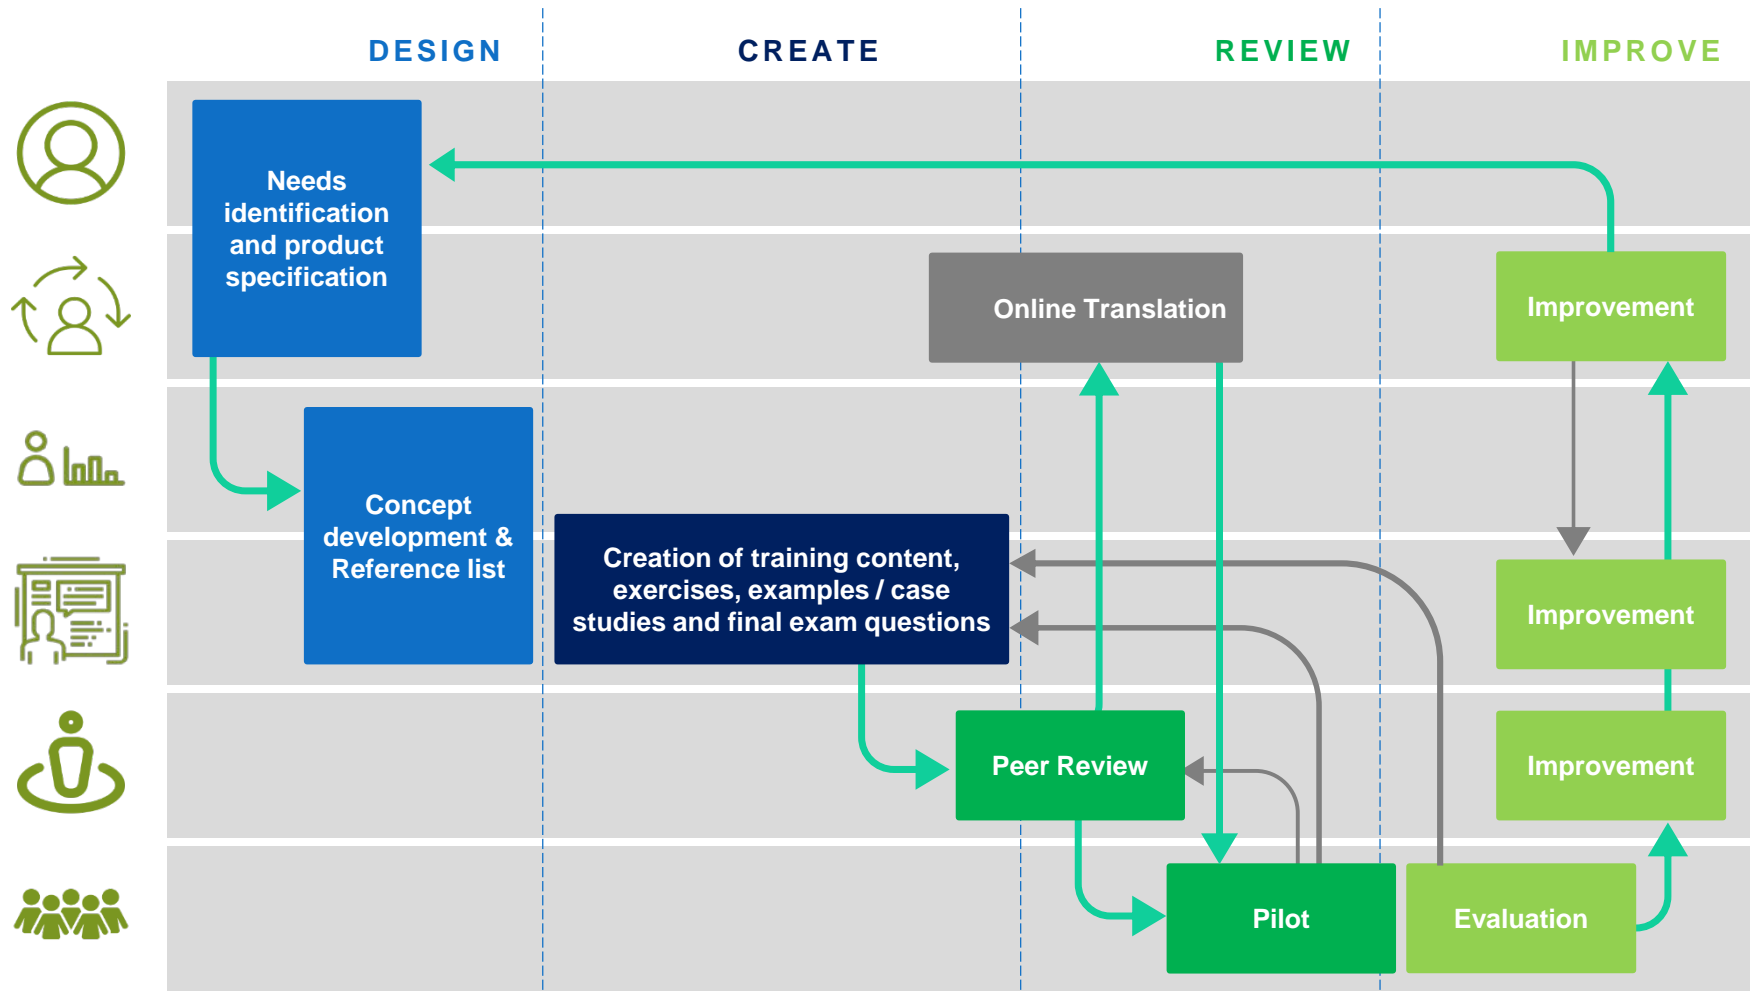 DESIGN
CREATE
REVIEW
IMPROVE
Needs
identification
and product
specification
Online Translation
Improvement
Concept
development &
Reference list
Creation of training content,
exercises, examples / case
studies and final exam questions
Improvement
Peer Review
Improvement
Pilot
Evaluation